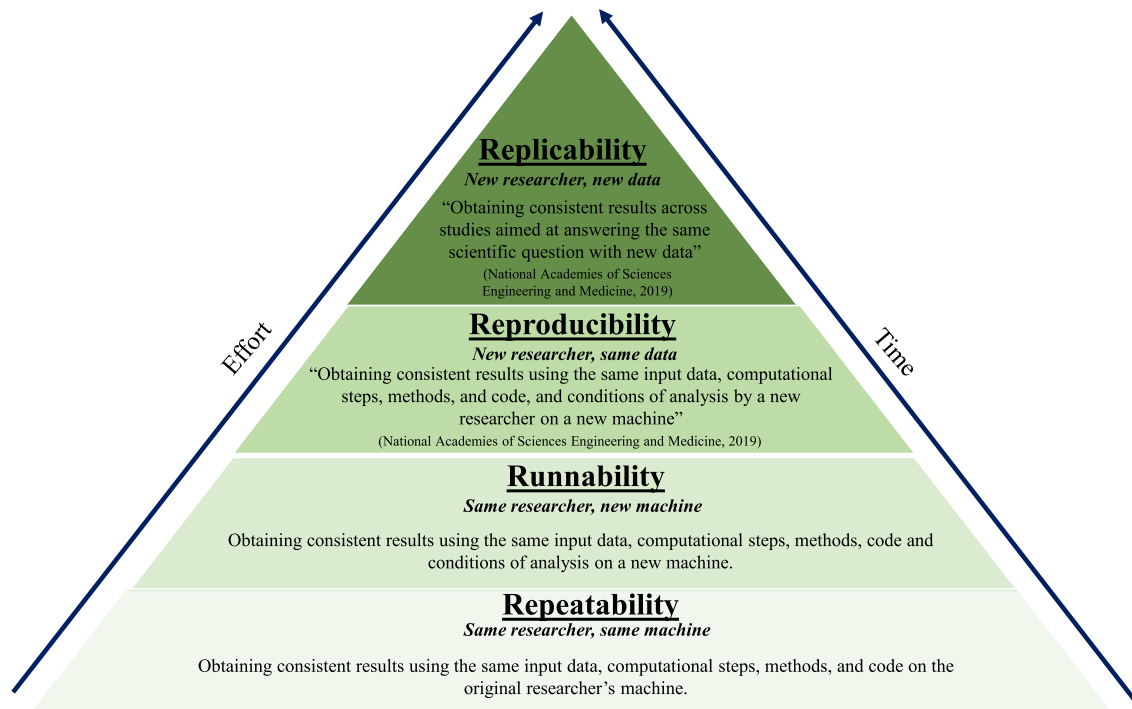 Replicability
New researcher, new data
“Obtaining consistent results across
studies aimed at answering the same
scientific question with new data”
(National Academies of Sciences
Engineering and Medicine, 2019)
Effort
Time
Reproducibility
New researcher, same data
“Obtaining consistent results using the same input data, computational
steps, methods, and code, and conditions of analysis by a new
researcher on a new machine”
(National Academies of Sciences Engineering and Medicine, 2019)
Runnability
Same researcher, new machine
Obtaining consistent results using the same input data, computational steps, methods, code and
conditions of analysis on a new machine.
Repeatability
Same researcher, same machine
Obtaining consistent results using the same input data, computational steps, methods, and code on the
original researcher’s machine.